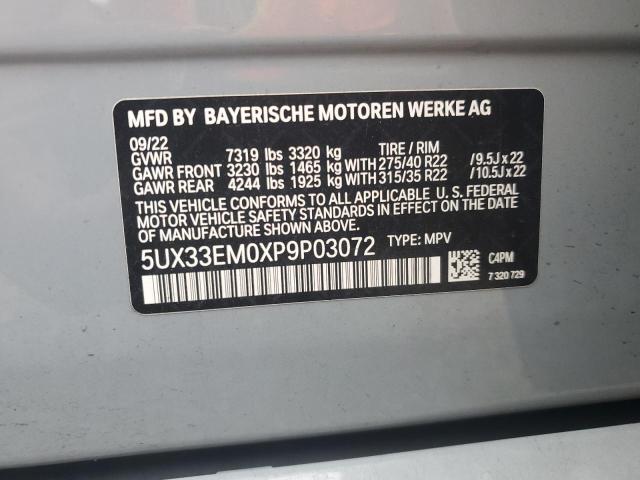 MFD BY BAYERISCHE MOTOREN WERKE AG
09/22
GVWR 7319 lbs 3320 kg TIRE / RIM
GAWR FRONT 3230 lbs 1465 kg WITH 275/40 R22 /9.5J x 22
GAWR REAR 4244 lbs 1925 kg WITH 315/35 R22 /10.5J x 22
THIS VEHICLE CONFORMS TO ALL APPLICABLE U. S. FEDERAL
MOTOR VEHICLE SAFETY STANDARDS IN EFFECT ON THE DATE
OF MANUFACTURE SHOWN ABOVE.
5UX33EM0XP9P03072 TYPE: MPV
C4PM
7 320 729